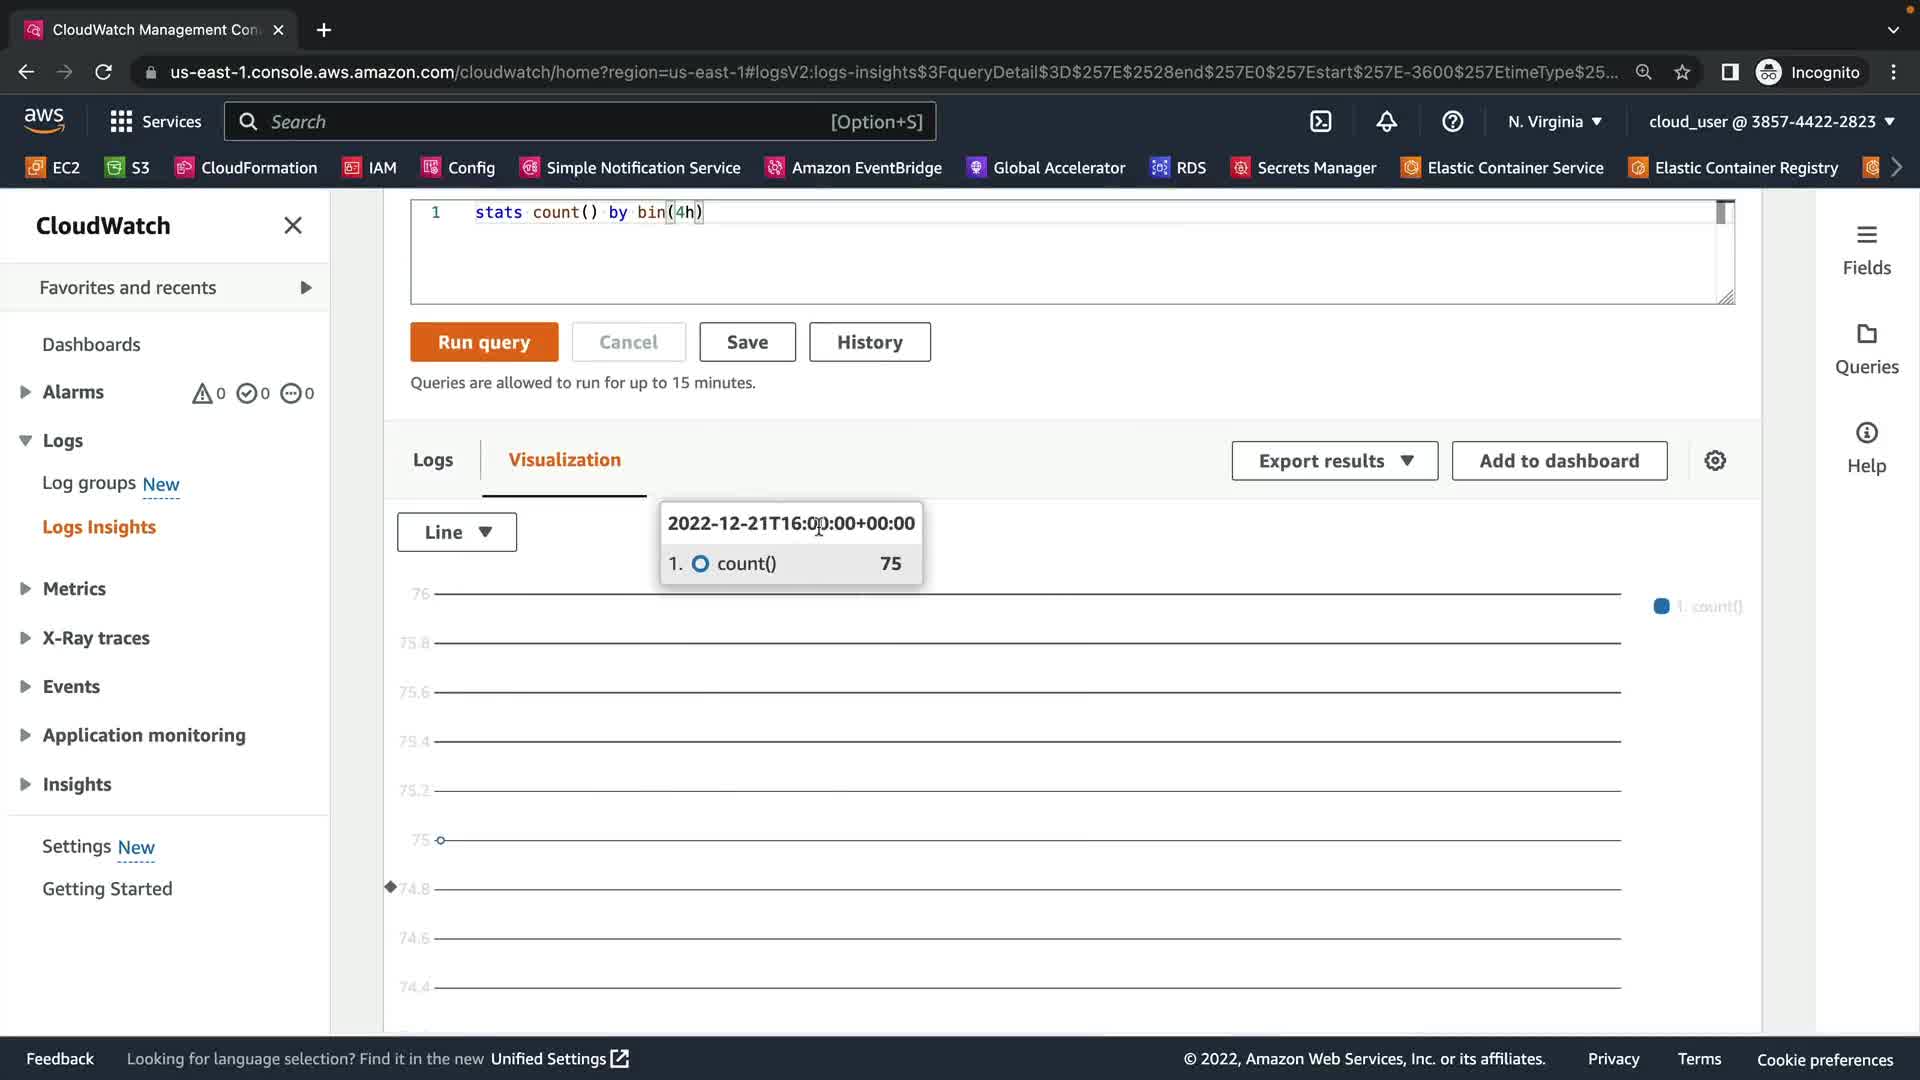 CloudWatch Management Con
us-east-1.console.aws.amazon.com/cloudwatch/home?region=us-east-1#logsV2:logs-insights$3FqueryDetail$3D$257E$2528end$257E0$257Estart$257E-3600$257EtimeType$25...
Incognito
aws
Services
Search
[Option+S]
N. Virginia
cloud_user @ 3857-4422-2823
EC2
S3
CloudFormation
IAM
Config
Simple Notification Service
Amazon EventBridge
Global Accelerator
RDS
Secrets Manager
Elastic Container Service
Elastic Container Registry
CloudWatch
Favorites and recents
Dashboards
Alarms
0
0
0
Logs
Log groups New
Logs Insights
Metrics
X-Ray traces
Events
Application monitoring
Insights
Settings New
Getting Started
1 stats count() by bin(4h)
Run query
Cancel
Save
History
Queries are allowed to run for up to 15 minutes.
Logs
Visualization
Export results
Add to dashboard
Line
2022-12-21T16:00:00+00:00
1. count() 75
76
75.8
75.6
75.4
75.2
75
74.8
74.6
74.4
1. count()
Fields
Queries
Help
Feedback
Looking for language selection? Find it in the new Unified Settings
© 2022, Amazon Web Services, Inc. or its affiliates.
Privacy
Terms
Cookie preferences